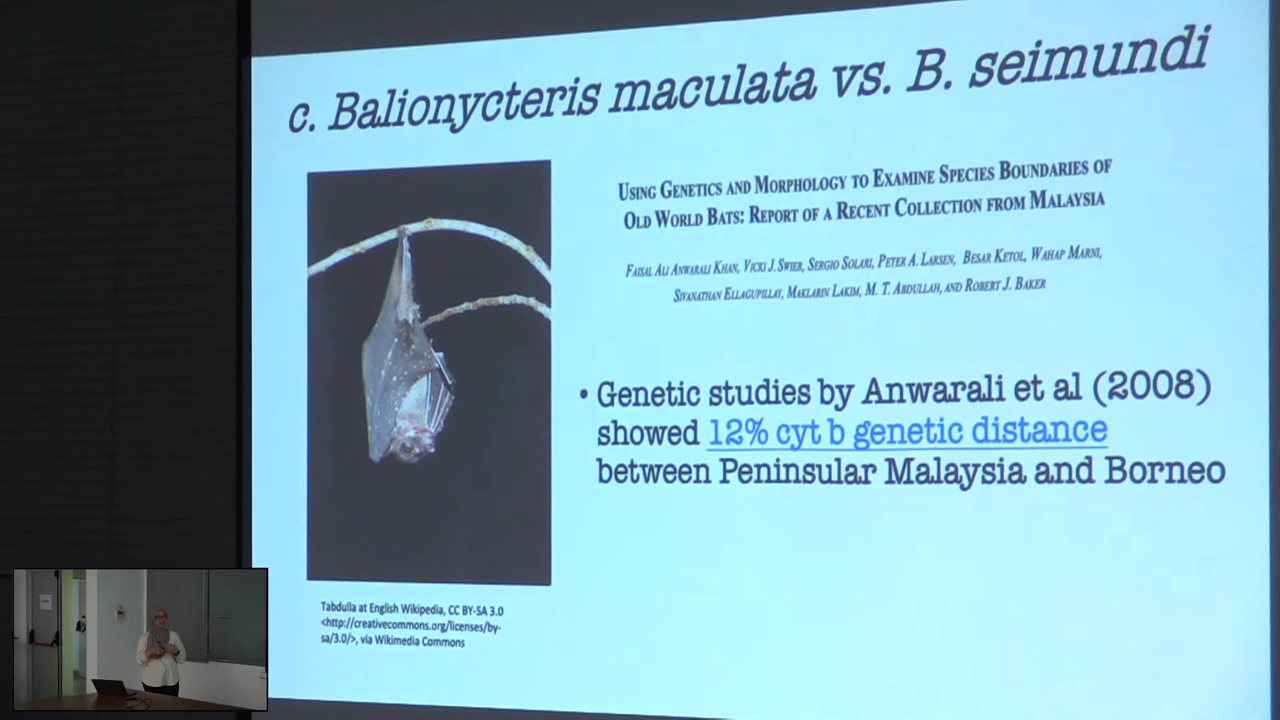 c. Balionycteris maculata vs. B. seimundi
USING GENETICS AND MORPHOLOGY TO EXAMINE SPECIES BOUNDARIES OF
OLD WORLD BATS: REPORT OF A RECENT COLLECTION FROM MALAYSIA
FAISAL ALI ANWARALI KHAN, VICKI J. SWIER, SERGIO SOLARI, PETER A. LARSEN, BESAR KETOL, WAHAP MARNI,
SIVANATHAN ELLAGUPILLAY, MAKLARIN LAKIM, M. T. ABDULLAH, AND ROBERT J. BAKER
• Genetic studies by Anwarali et al (2008)
showed 12% cyt b genetic distance
between Peninsular Malaysia and Borneo
Tabdulla at English Wikipedia, CC BY-SA 3.0
<http://creativecommons.org/licenses/by-
sa/3.0/>, via Wikimedia Commons